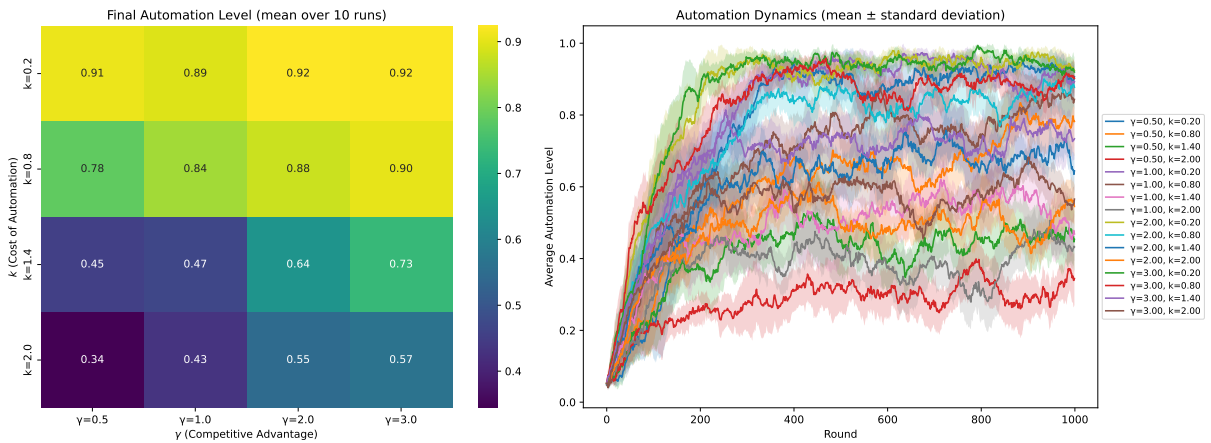 Final Automation Level (mean over 10 runs)
k (Cost of Automation)
k=0.2
k=0.8
k=1.4
k=2.0
0.91 0.89 0.92 0.92
0.78 0.84 0.88 0.90
0.45 0.47 0.64 0.73
0.34 0.43 0.55 0.57
γ=0.5 γ=1.0 γ=2.0 γ=3.0
γ (Competitive Advantage)
0.9
0.8
0.7
0.6
0.5
0.4
Automation Dynamics (mean ± standard deviation)
Average Automation Level
1.0
0.8
0.6
0.4
0.2
0.0
0 200 400 600 800 1000
Round
γ=0.50, k=0.20
γ=0.50, k=0.80
γ=0.50, k=1.40
γ=0.50, k=2.00
γ=1.00, k=0.20
γ=1.00, k=0.80
γ=1.00, k=1.40
γ=1.00, k=2.00
γ=2.00, k=0.20
γ=2.00, k=0.80
γ=2.00, k=1.40
γ=2.00, k=2.00
γ=3.00, k=0.20
γ=3.00, k=0.80
γ=3.00, k=1.40
γ=3.00, k=2.00